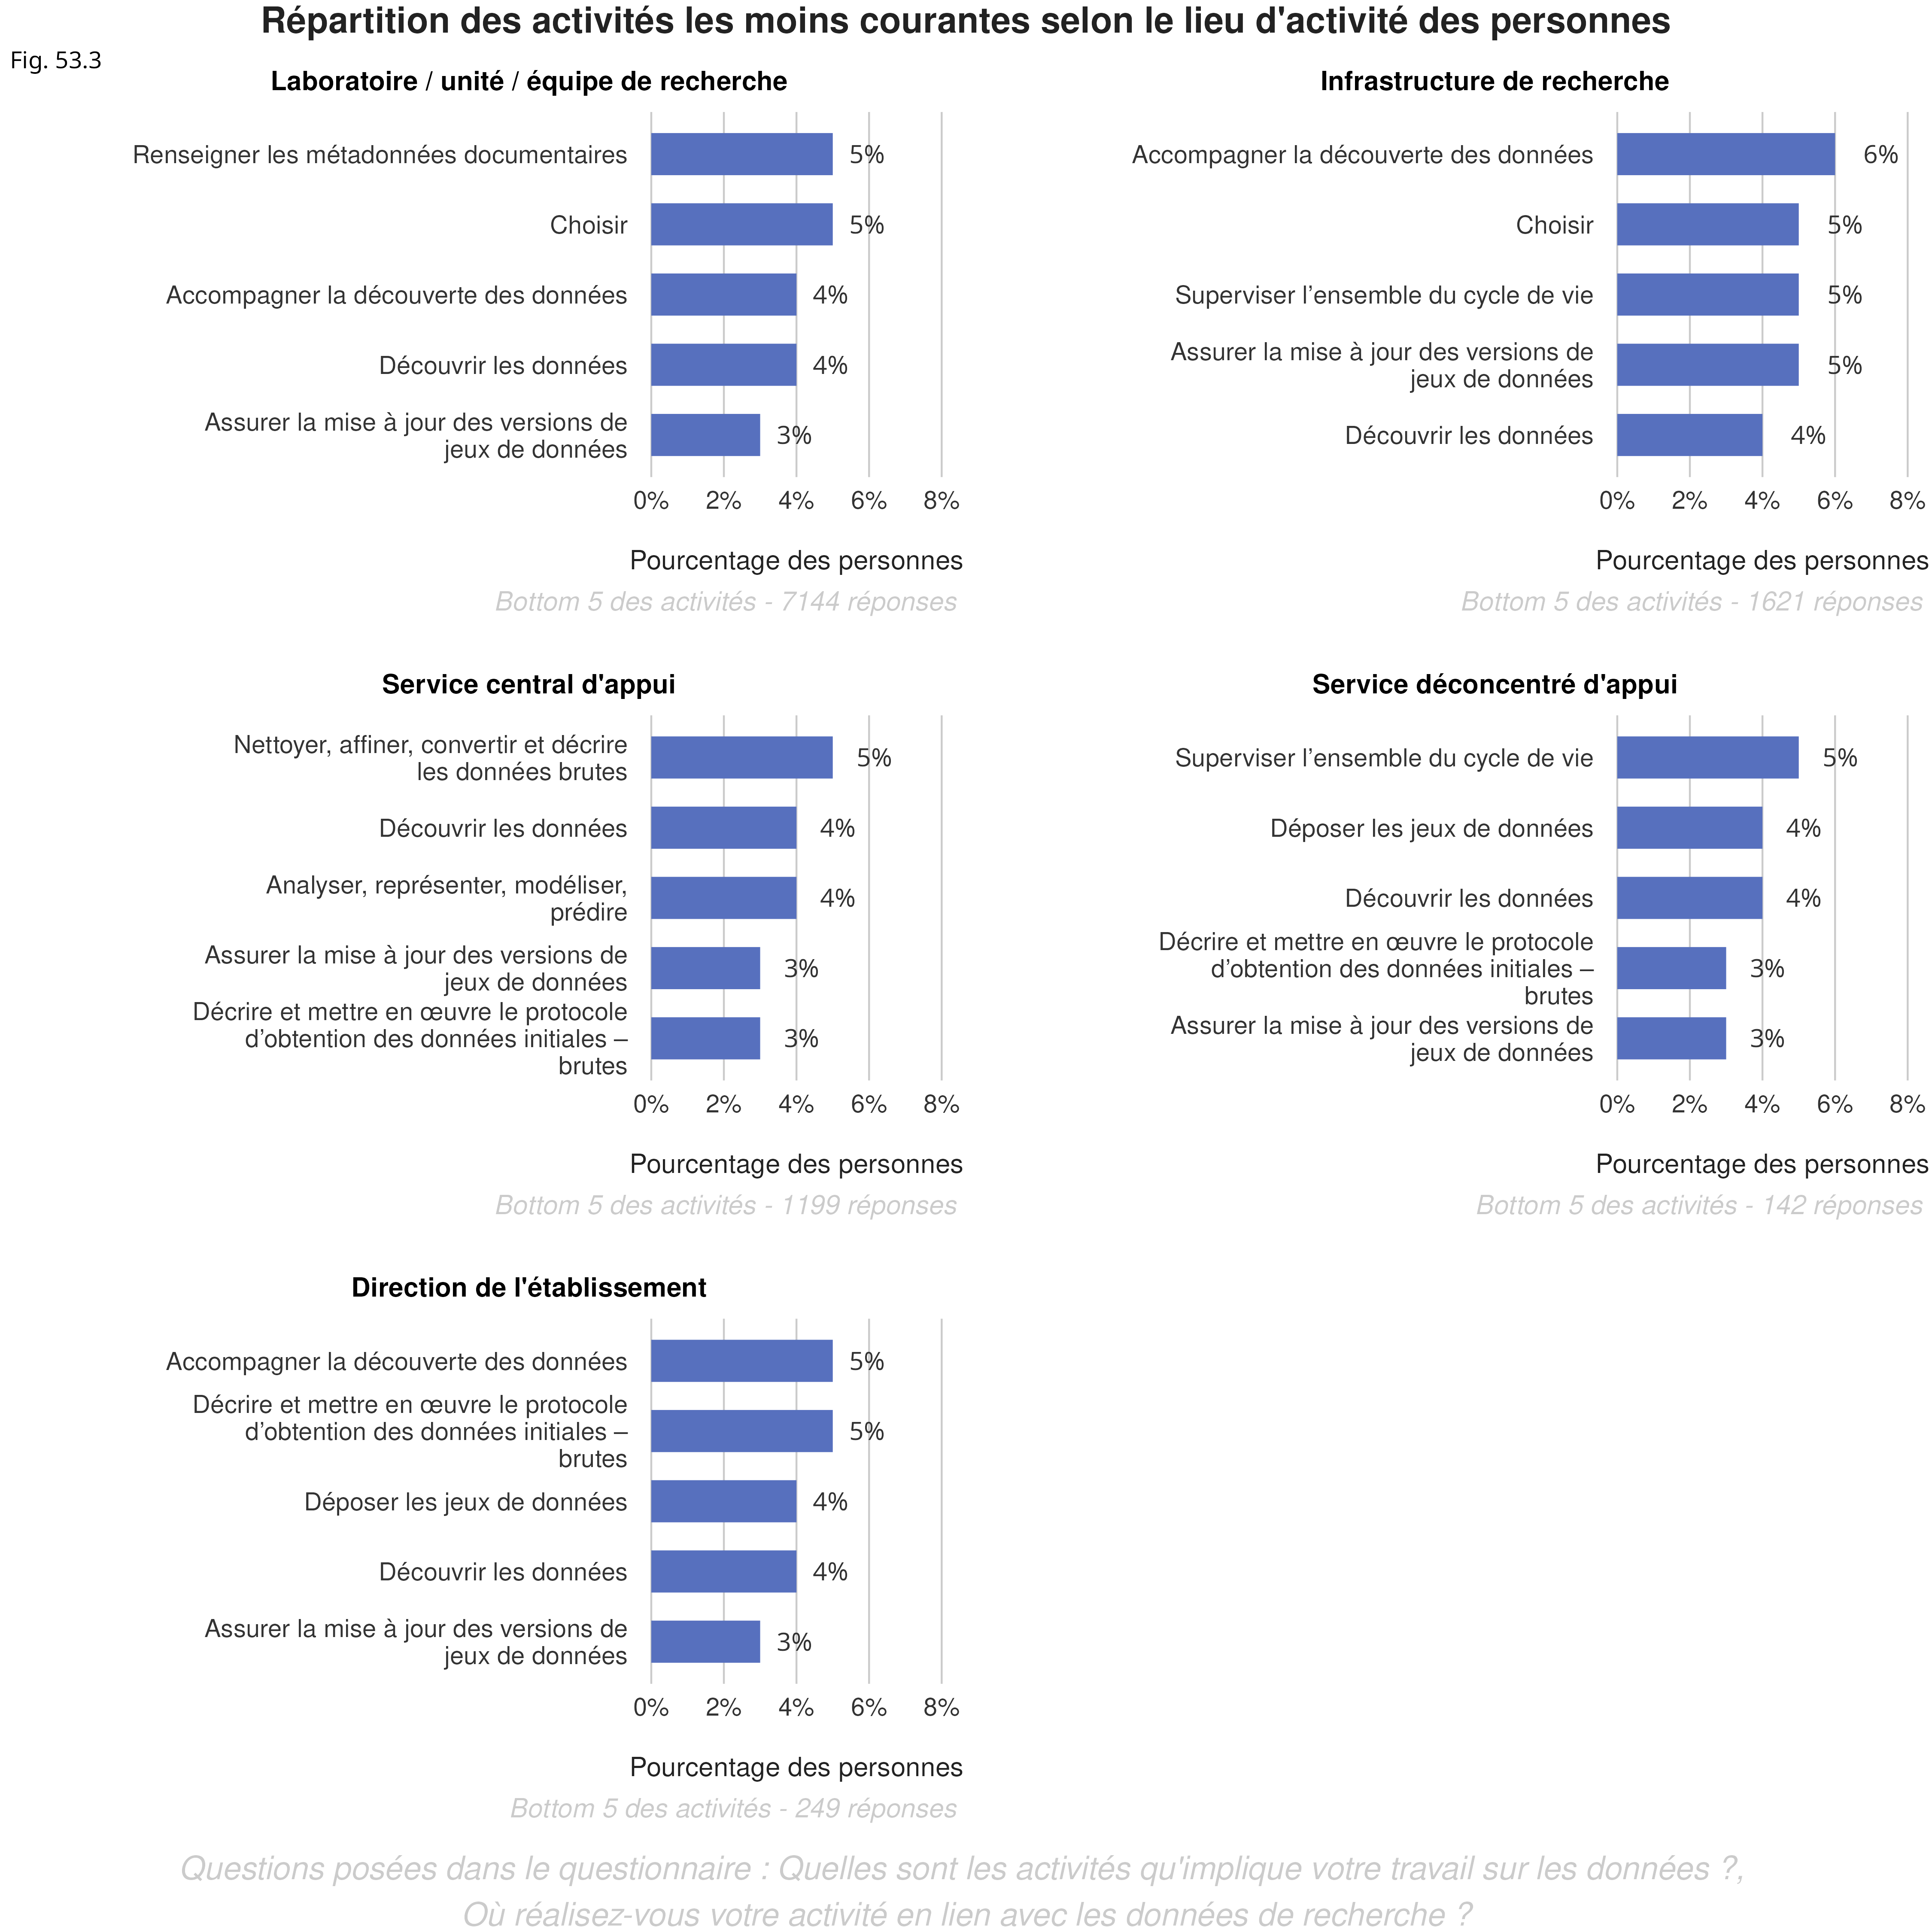 Répartition des activités les moins courantes selon le lieu d'activité des personnes
Fig. 53.3
Laboratoire / unité / équipe de recherche
Renseigner les métadonnées documentaires
5%
Choisir
5%
Accompagner la découverte des données
4%
Découvrir les données
4%
Assurer la mise à jour des versions de
jeux de données
3%
0% 2% 4% 6% 8%
Pourcentage des personnes
Bottom 5 des activités - 7144 réponses
Infrastructure de recherche
Accompagner la découverte des données
6%
Choisir
5%
Superviser l’ensemble du cycle de vie
5%
Assurer la mise à jour des versions de
jeux de données
5%
Découvrir les données
4%
0% 2% 4% 6% 8%
Pourcentage des personnes
Bottom 5 des activités - 1621 réponses
Service central d'appui
Nettoyer, affiner, convertir et décrire
les données brutes
5%
Découvrir les données
4%
Analyser, représenter, modéliser,
prédire
4%
Assurer la mise à jour des versions de
jeux de données
3%
Décrire et mettre en œuvre le protocole
d’obtention des données initiales –
brutes
3%
0% 2% 4% 6% 8%
Pourcentage des personnes
Bottom 5 des activités - 1199 réponses
Service déconcentré d'appui
Superviser l’ensemble du cycle de vie
5%
Déposer les jeux de données
4%
Découvrir les données
4%
Décrire et mettre en œuvre le protocole
d’obtention des données initiales –
brutes
3%
Assurer la mise à jour des versions de
jeux de données
3%
0% 2% 4% 6% 8%
Pourcentage des personnes
Bottom 5 des activités - 142 réponses
Direction de l'établissement
Accompagner la découverte des données
5%
Décrire et mettre en œuvre le protocole
d’obtention des données initiales –
brutes
5%
Déposer les jeux de données
4%
Découvrir les données
4%
Assurer la mise à jour des versions de
jeux de données
3%
0% 2% 4% 6% 8%
Pourcentage des personnes
Bottom 5 des activités - 249 réponses
Questions posées dans le questionnaire : Quelles sont les activités qu'implique votre travail sur les données ?,
Où réalisez-vous votre activité en lien avec les données de recherche ?